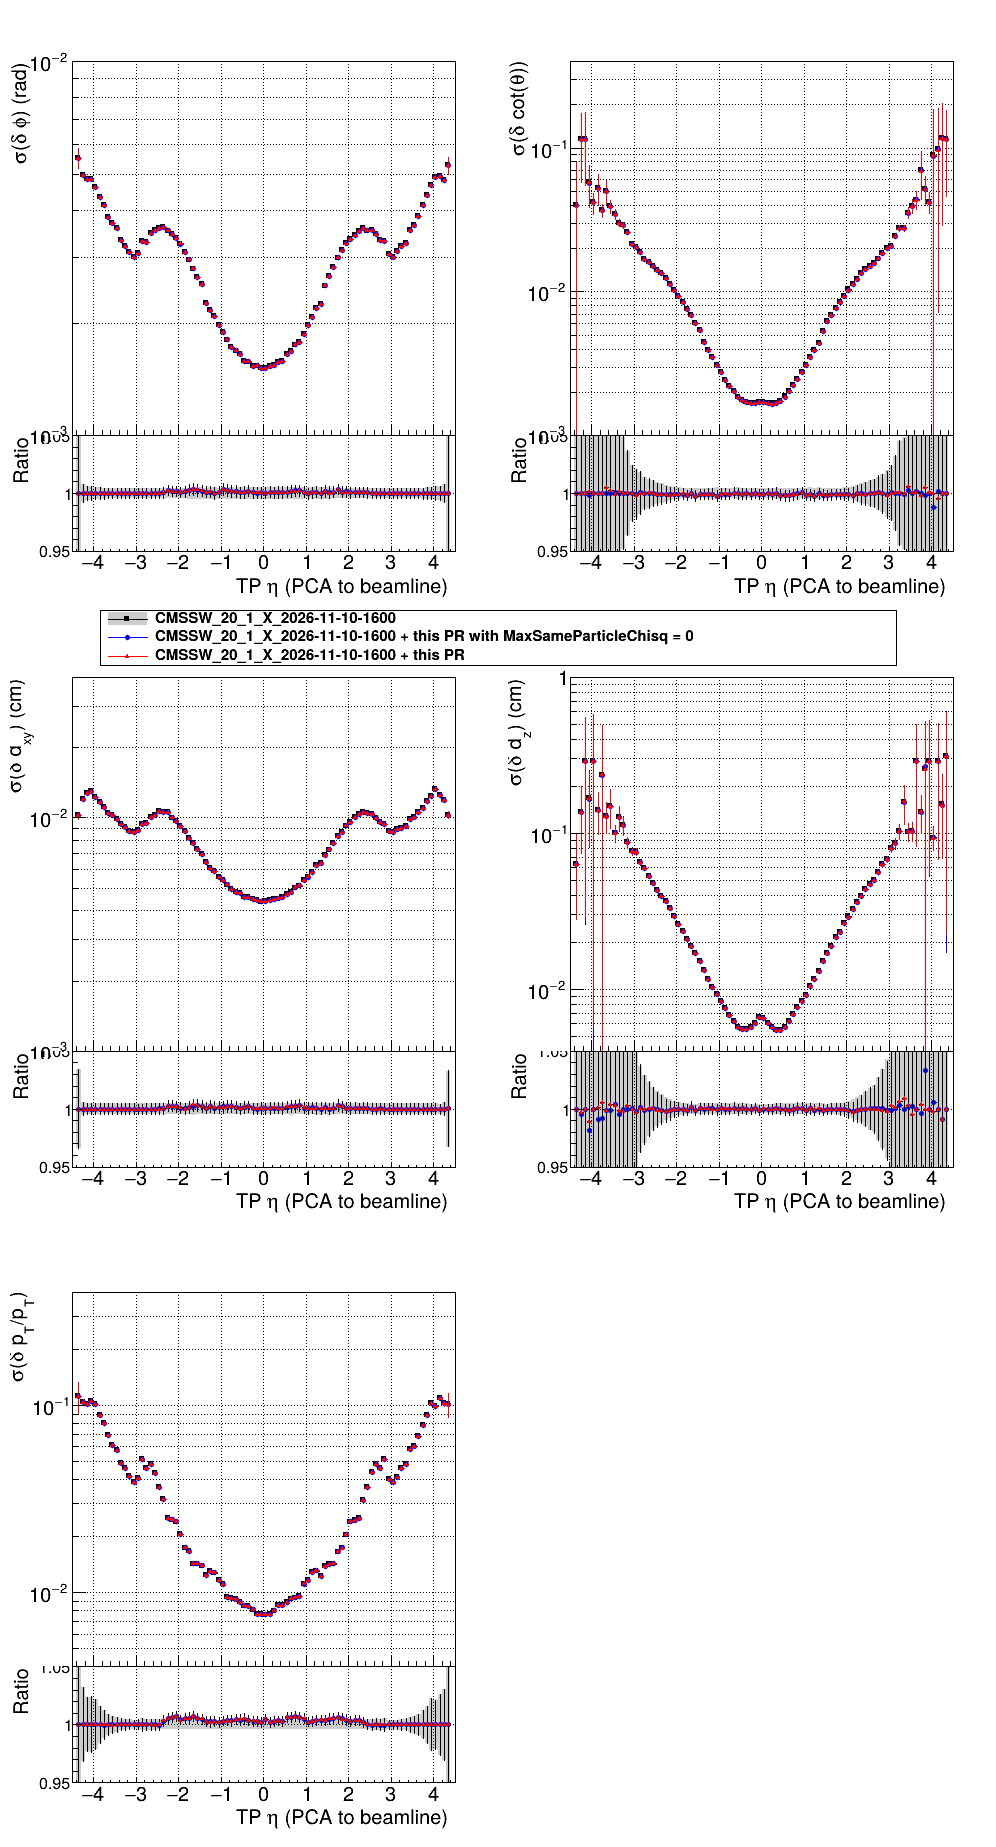 σ(δ φ) (rad)
10−2
10−3
Ratio
1.05
1
0.95
−4 −3 −2 −1 0 1 2 3 4
TP η (PCA to beamline)
σ(δ cot(θ))
10−1
10−2
10−3
Ratio
1
0.95
−4 −3 −2 −1 0 1 2 3 4
TP η (PCA to beamline)
CMSSW_20_1_X_2026-11-10-1600
CMSSW_20_1_X_2026-11-10-1600 + this PR with MaxSameParticleChisq = 0
CMSSW_20_1_X_2026-11-10-1600 + this PR
σ(δ dxy) (cm)
10−2
10−3
Ratio
1
0.95
−4 −3 −2 −1 0 1 2 3 4
TP η (PCA to beamline)
σ(δ dz) (cm)
1
10−1
10−2
Ratio
1.05
1
0.95
−4 −3 −2 −1 0 1 2 3 4
TP η (PCA to beamline)
σ(δ pT/pT)
10−1
10−2
Ratio
1.05
1
0.95
−4 −3 −2 −1 0 1 2 3 4
TP η (PCA to beamline)